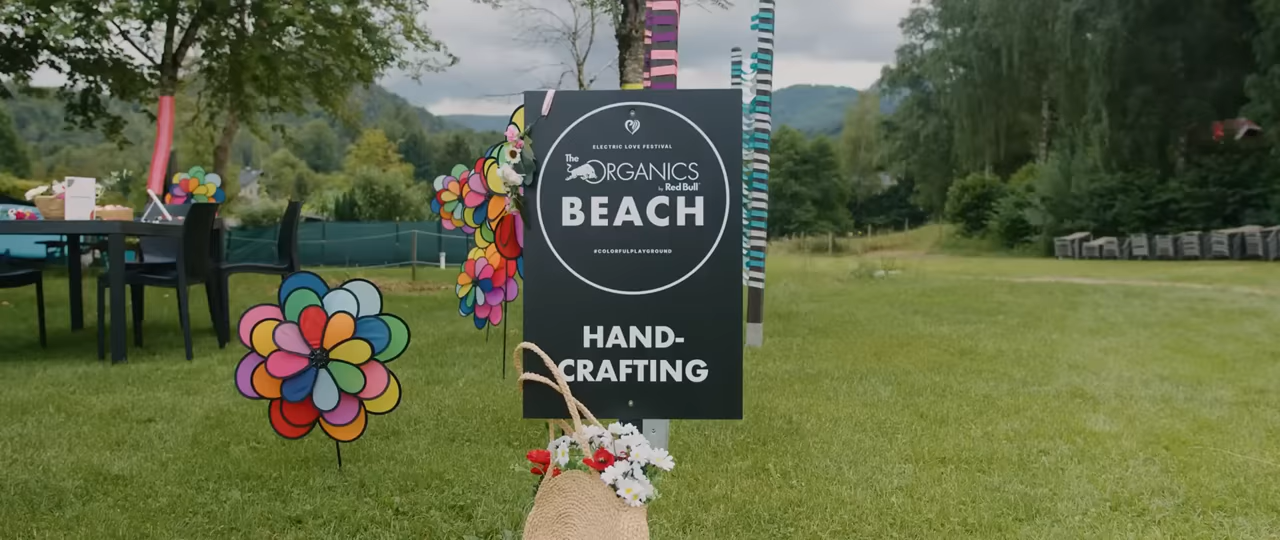 ELECTRIC LOVE FESTIVAL
The ORGANICS
by Red Bull
BEACH
#COLORFULPLAYGROUND
HAND-
CRAFTING